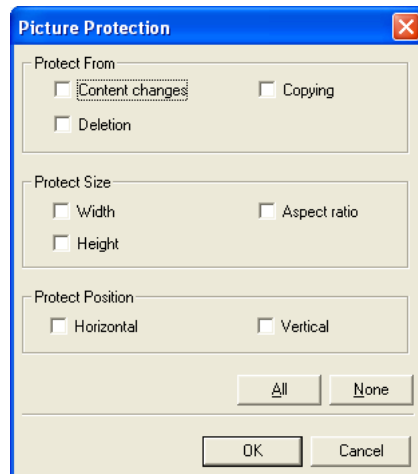 Picture Protection
Protect From
Content changes Copying
Deletion
Protect Size
Width Aspect ratio
Height
Protect Position
Horizontal Vertical
All None
OK Cancel